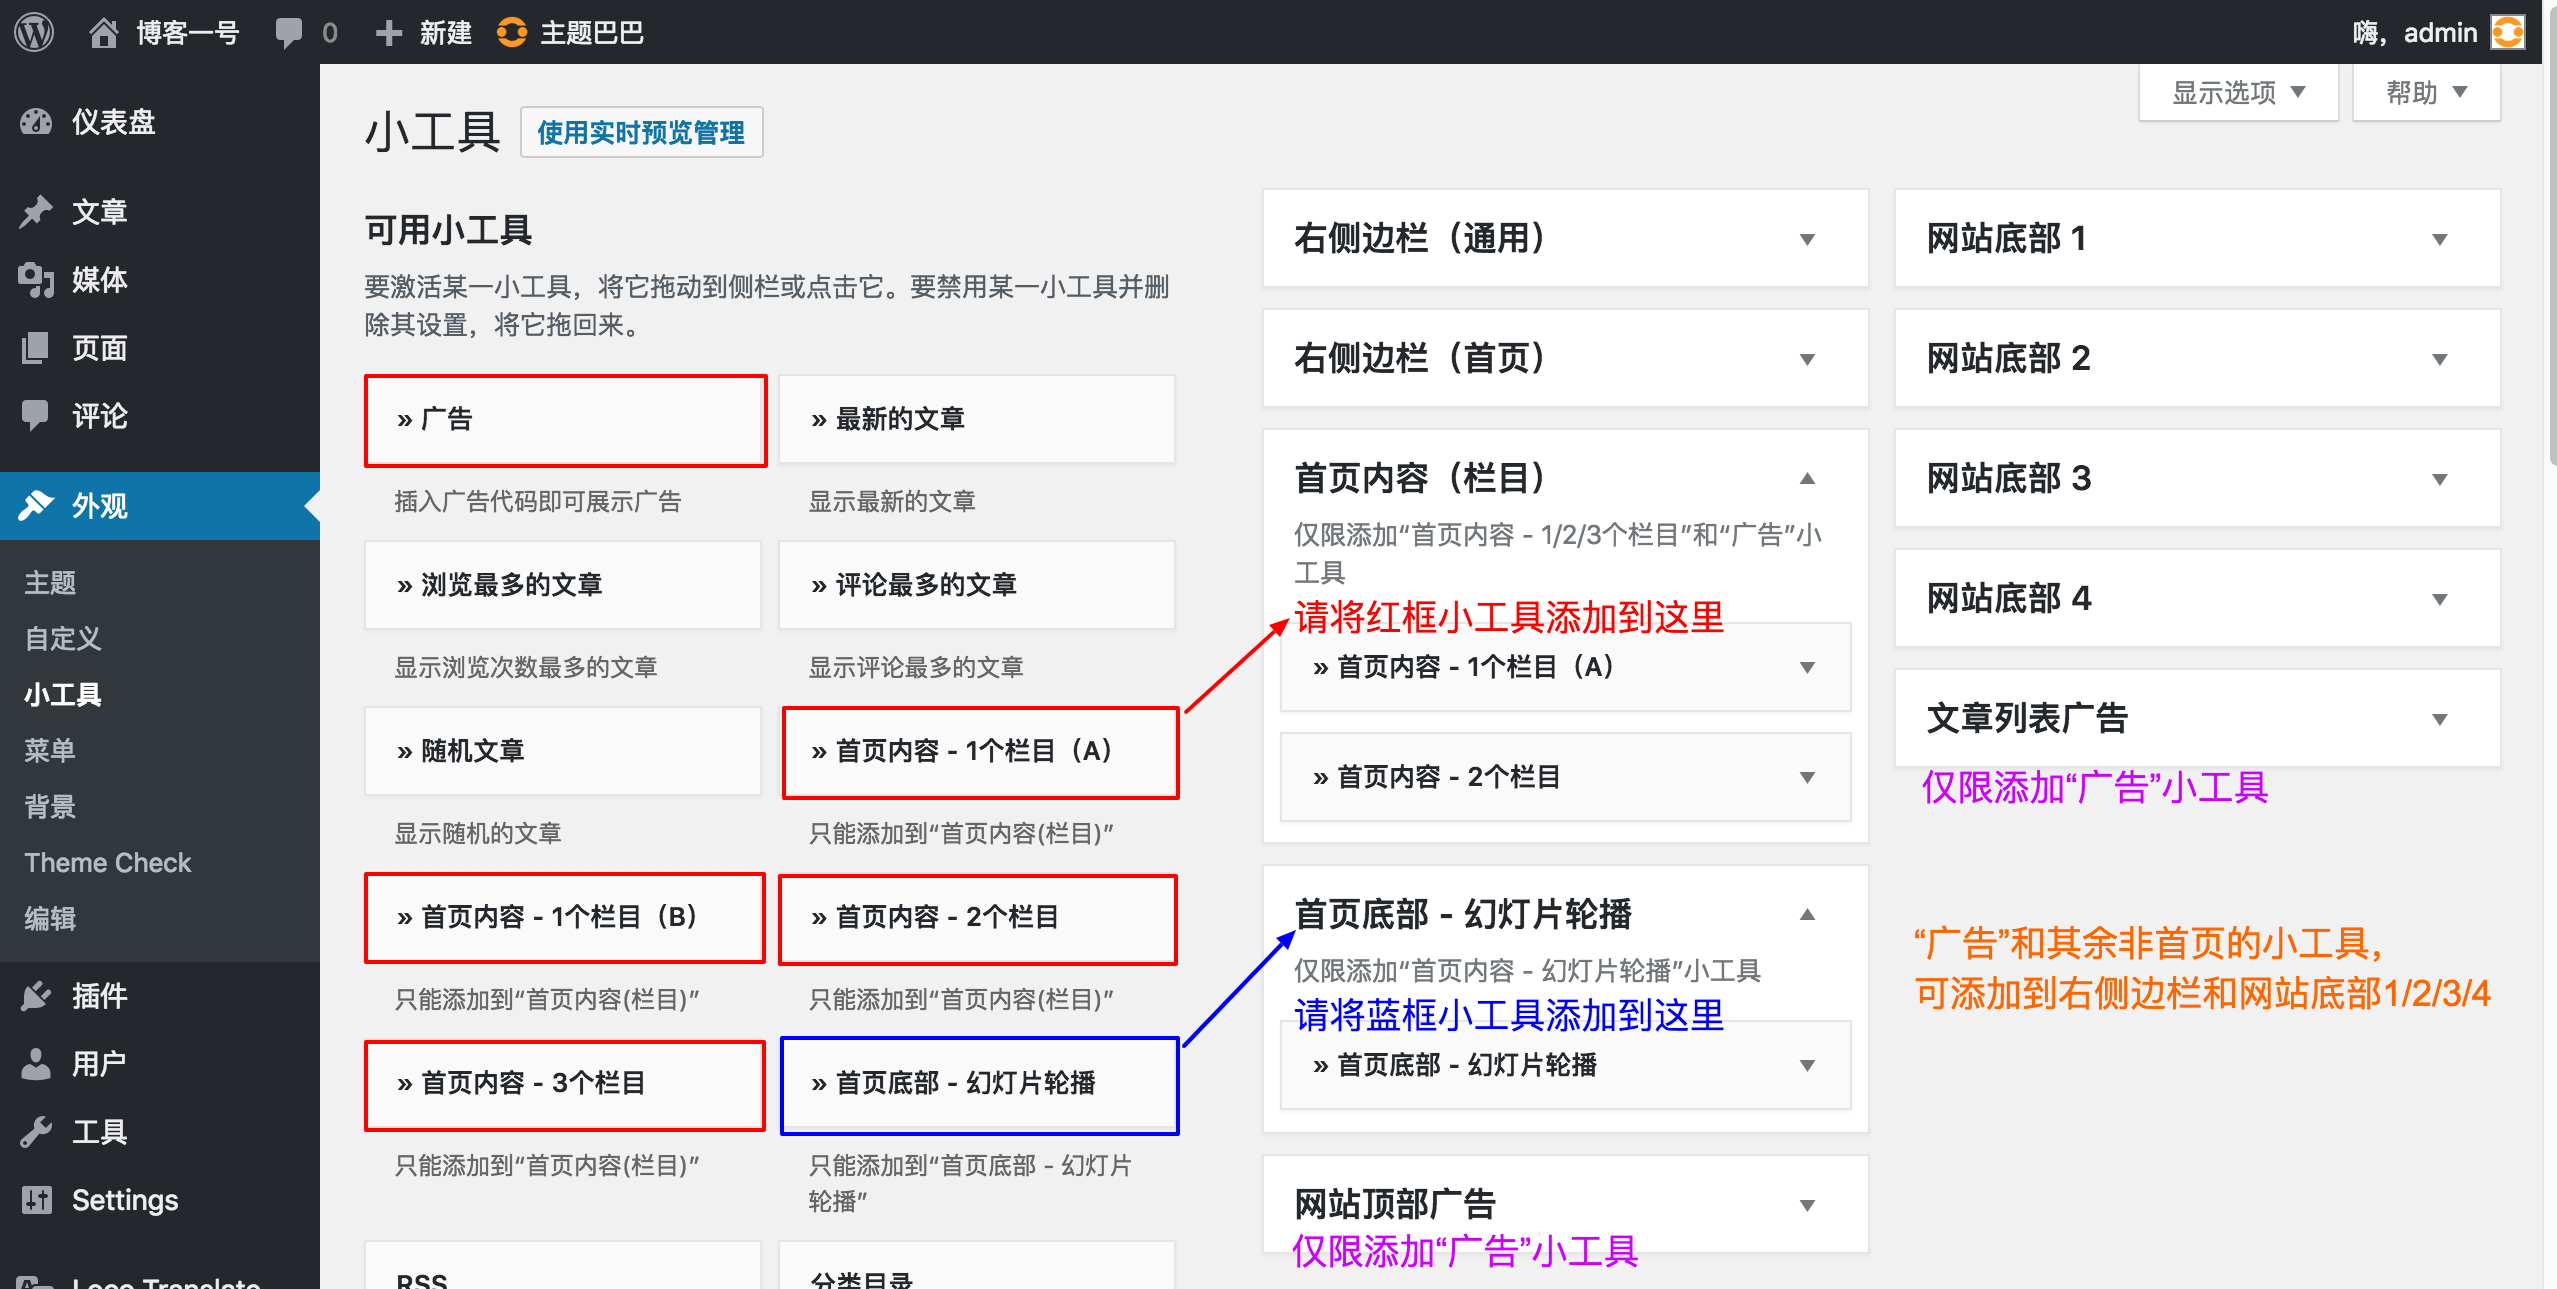 博客一号
0
新建
主题巴巴
嗨，admin
仪表盘
文章
媒体
页面
评论
外观
主题
自定义
小工具
菜单
背景
Theme Check
编辑
插件
用户
工具
Settings
Loco Translate
显示选项
帮助
小工具
使用实时预览管理
可用小工具
要激活某一小工具，将它拖动到侧栏或点击它。要禁用某一小工具并删
除其设置，将它拖回来。
» 广告
插入广告代码即可展示广告
» 最新的文章
显示最新的文章
» 浏览最多的文章
显示浏览次数最多的文章
» 评论最多的文章
显示评论最多的文章
» 随机文章
显示随机的文章
» 首页内容 - 1个栏目（A）
只能添加到“首页内容(栏目)”
» 首页内容 - 1个栏目（B）
只能添加到“首页内容(栏目)”
» 首页内容 - 2个栏目
只能添加到“首页内容(栏目)”
» 首页内容 - 3个栏目
只能添加到“首页内容(栏目)”
» 首页底部 - 幻灯片轮播
只能添加到“首页底部 - 幻灯片
轮播”
RSS
分类目录
右侧边栏（通用）
右侧边栏（首页）
首页内容（栏目）
仅限添加“首页内容 - 1/2/3个栏目”和“广告”小
工具
请将红框小工具添加到这里
» 首页内容 - 1个栏目（A）
» 首页内容 - 2个栏目
首页底部 - 幻灯片轮播
仅限添加“首页内容 - 幻灯片轮播”小工具
请将蓝框小工具添加到这里
» 首页底部 - 幻灯片轮播
网站顶部广告
仅限添加“广告”小工具
网站底部 1
网站底部 2
网站底部 3
网站底部 4
文章列表广告
仅限添加“广告”小工具
“广告”和其余非首页的小工具，
可添加到右侧边栏和网站底部1/2/3/4